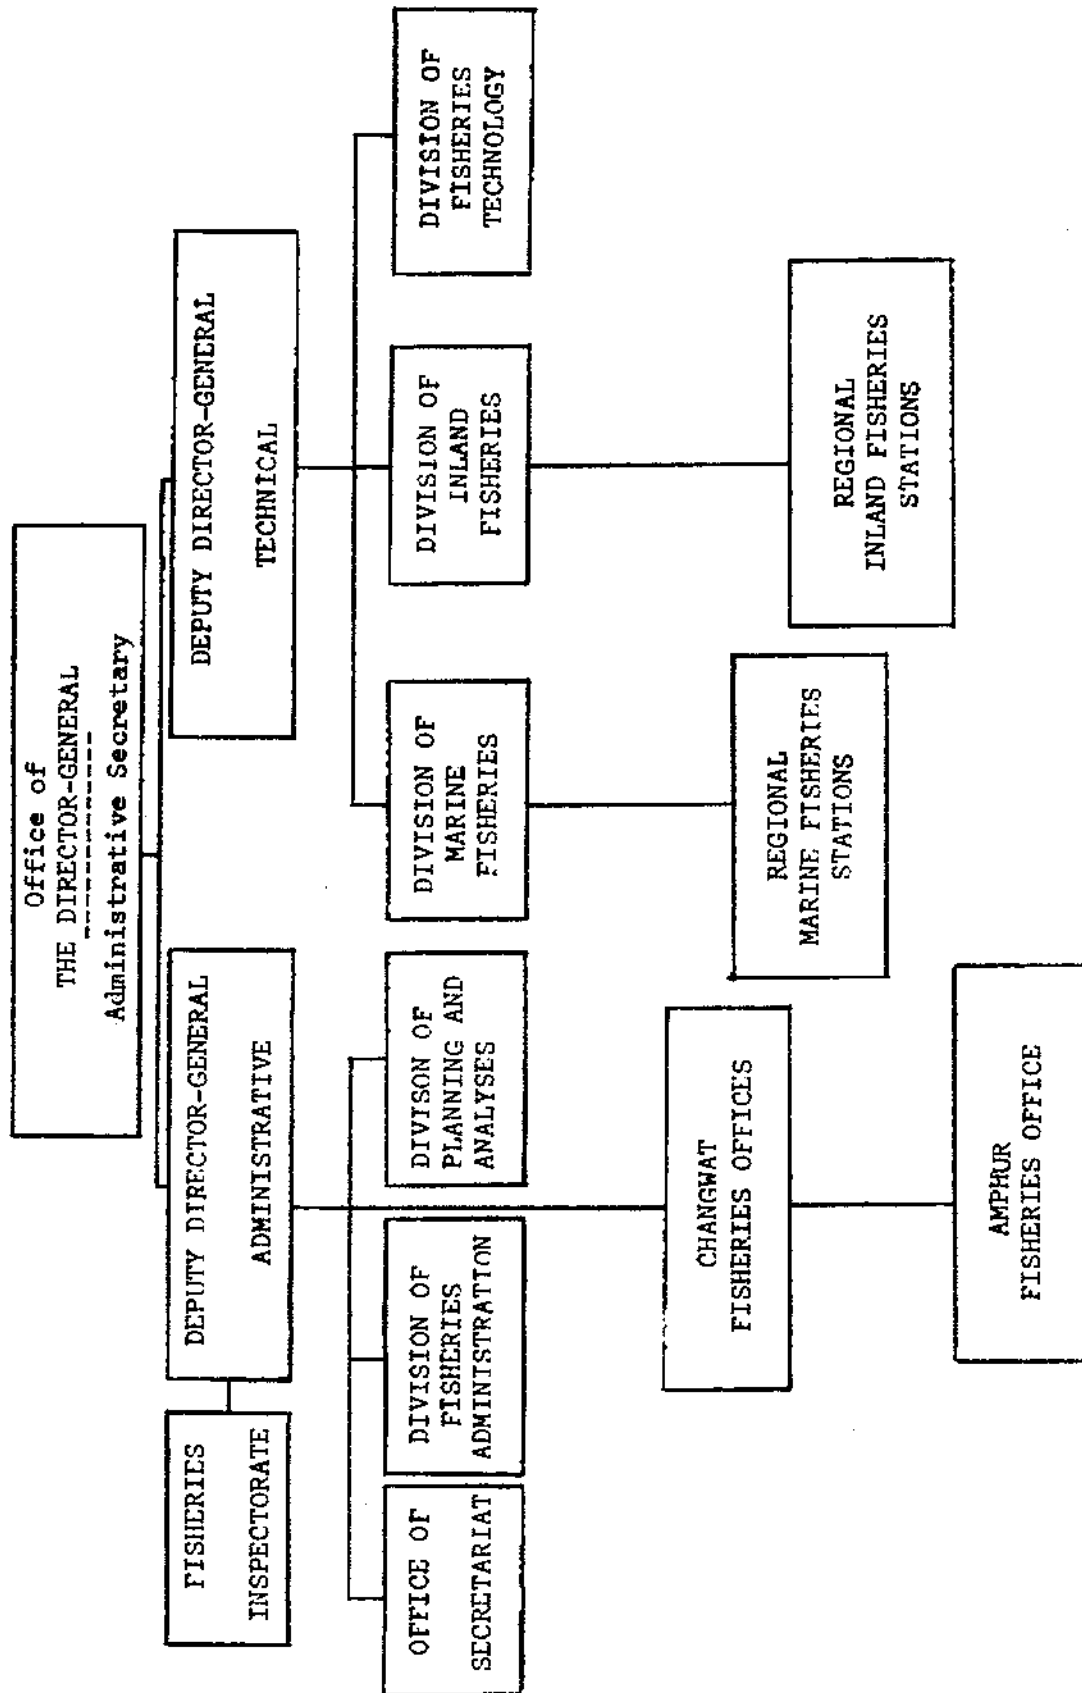 Office of
THE DIRECTOR-GENERAL
-----------
Administrative Secretary
FISHERIES
INSPECTORATE
DEPUTY DIRECTOR-GENERAL
ADMINISTRATIVE
DEPUTY DIRECTOR-GENERAL
TECHNICAL
OFFICE OF
SECRETARIAT
DIVISION OF
FISHERIES
ADMINISTRATION
DIVISON OF
PLANNING AND
ANALYSES
DIVISION OF
MARINE
FISHERIES
DIVISION OF
INLAND
FISHERIES
DIVISION OF
FISHERIES
TECHNOLOGY
CHANGWAT
FISHERIES OFFICES
REGIONAL
MARINE FISHERIES
STATIONS
REGIONAL
INLAND FISHERIES
STATIONS
AMPHUR
FISHERIES OFFICE